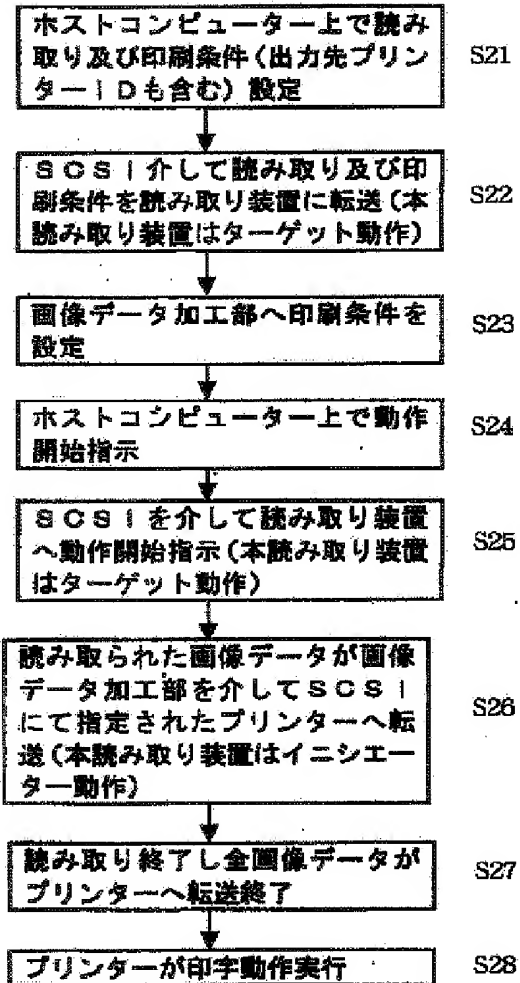 ホストコンピューター上で読み
取り及び印刷条件(出力先プリン
ターIDも含む)設定
S21
SCSI介して読み取り及び印
刷条件を読み取り装置に転送(本
読み取り装置はターゲット動作)
S22
画像データ加工部へ印刷条件を
設定
S23
ホストコンピューター上で動作
開始指示
S24
SCSIを介して読み取り装置
へ動作開始指示(本読み取り装置
はターゲット動作)
S25
読み取られた画像データが画像
データ加工部を介してSCSI
にて指定されたプリンターへ転
送(本読み取り装置はイニシエー
ター動作)
S26
読み取り終了し全画像データが
プリンターへ転送終了
S27
プリンターが印字動作実行
S28